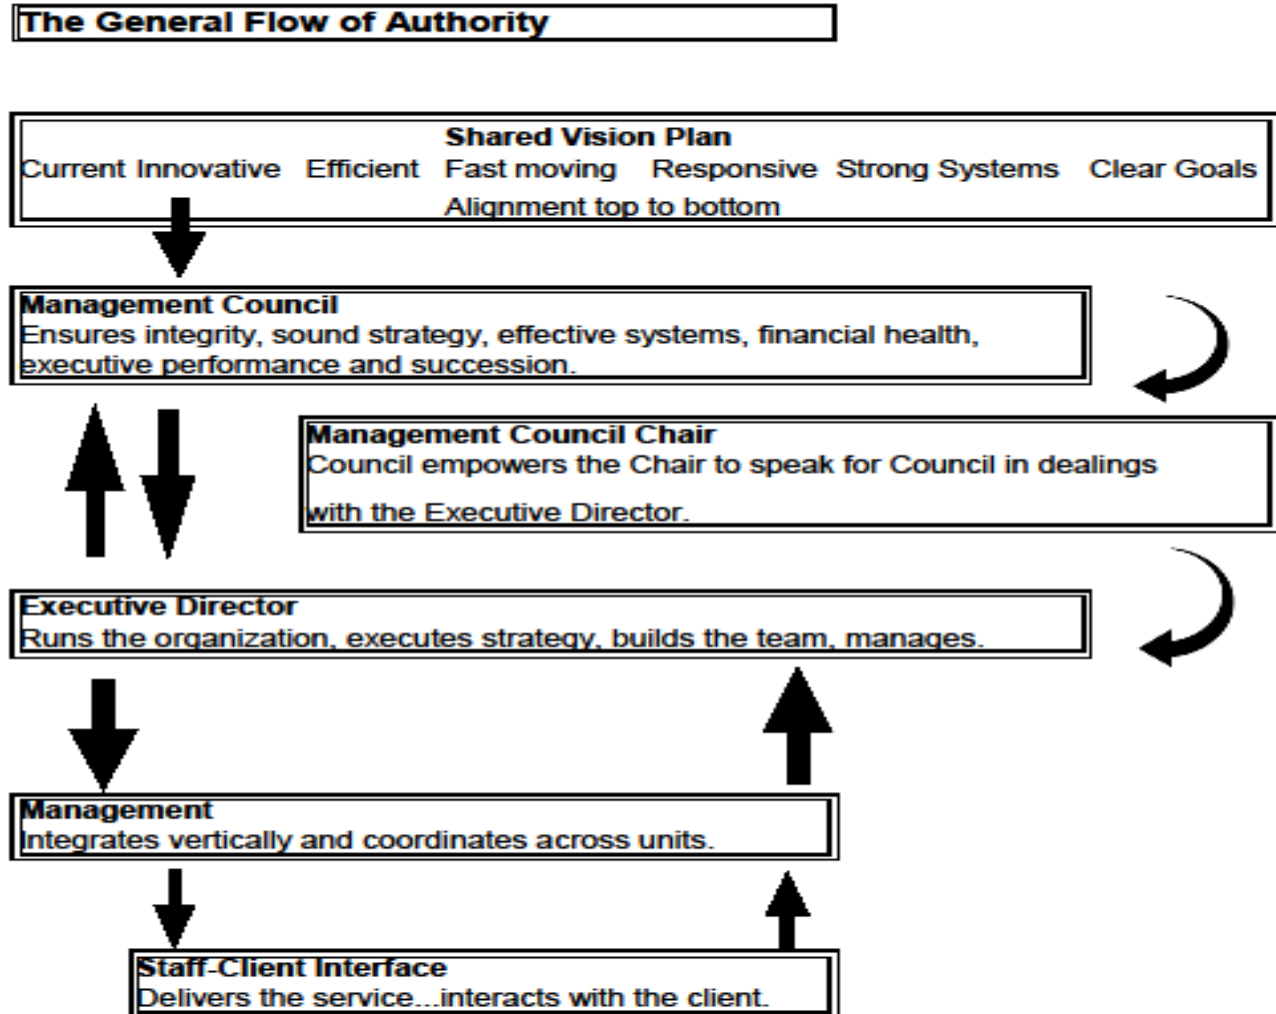 The General Flow of Authority
Shared Vision Plan
Current Innovative Efficient Fast moving Responsive Strong Systems Clear Goals
Alignment top to bottom
Management Council
Ensures integrity, sound strategy, effective systems, financial health,
executive performance and succession.
Management Council Chair
Council empowers the Chair to speak for Council in dealings
with the Executive Director.
Executive Director
Runs the organization, executes strategy, builds the team, manages.
Management
Integrates vertically and coordinates across units.
Staff-Client Interface
Delivers the service...interacts with the client.